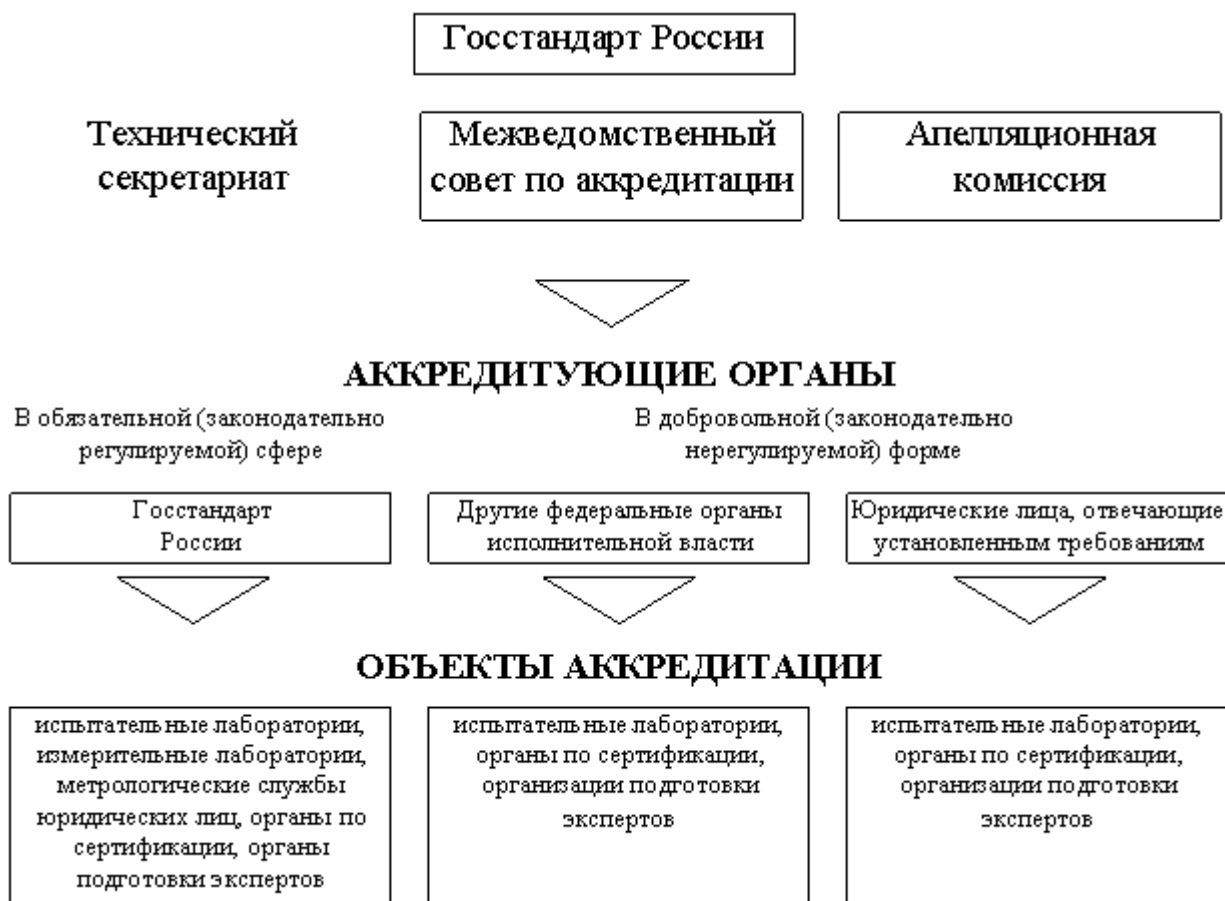 Госстандарт России
Технический
секретариат
Межведомственный
совет по аккредитации
Апелляционная
комиссия
АККРЕДИТУЮЩИЕ ОРГАНЫ
В обязательной (законодательно
регулируемой) сфере
В добровольной (законодательно
нерегулируемой) форме
Госстандарт
России
Другие федеральные органы
исполнительной власти
Юридические лица, отвечающие
установленным требованиям
ОБЪЕКТЫ АККРЕДИТАЦИИ
испытательные лаборатории,
измерительные лаборатории,
метрологические службы
юридических лиц, органы по
сертификации, органы
подготовки экспертов
испытательные лаборатории,
органы по сертификации,
организации подготовки
экспертов
испытательные лаборатории,
органы по сертификации,
организации подготовки
экспертов